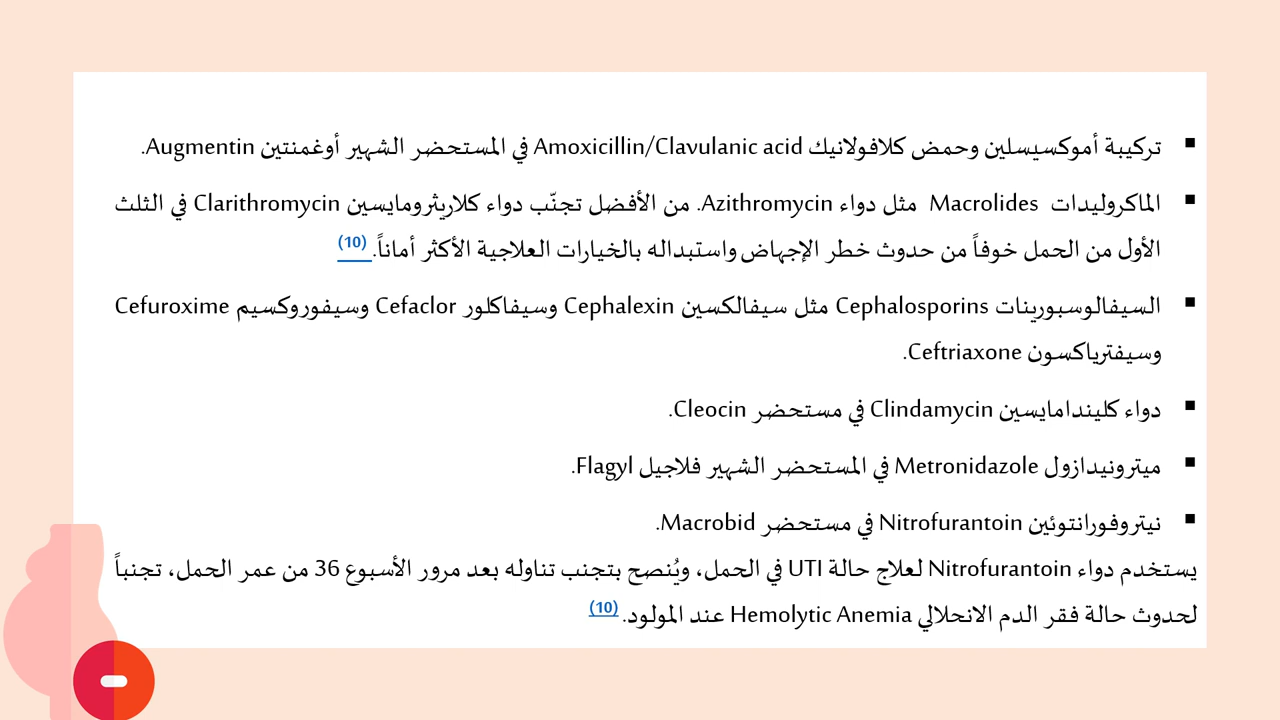 ▪ تركيبة أموكسيسلين وحمض كلافولانيك Amoxicillin/Clavulanic acid في المستحضر الشهير أوغمنتين Augmentin.
▪ الماكروليدات Macrolides مثل دواء Azithromycin. من الأفضل تجنّب دواء كلاريثرومايسين Clarithromycin في الثلث
الأول من الحمل خوفاً من حدوث خطر الإجهاض واستبداله بالخيارات العلاجية الأكثر أماناً.(10)
▪ السيفالوسبورينات Cephalosporins مثل سيفالكسين Cephalexin وسيفاكلور Cefaclor وسيفوروكسيم Cefuroxime
وسيفترياكسون Ceftriaxone.
▪ دواء كليندامايسين Clindamycin في مستحضر Cleocin.
▪ ميترونيدازول Metronidazole في المستحضر الشهير فلاجيل Flagyl.
▪ نيتروفورانتوئين Nitrofurantoin في مستحضر Macrobid.
يستخدم دواء Nitrofurantoin لعلاج حالة UTI في الحمل، ويُنصح بتجنب تناوله بعد مرور الأسبوع 36 من عمر الحمل، تجنباً
لحدوث حالة فقر الدم الانحلالي Hemolytic Anemia عند المولود.(10)